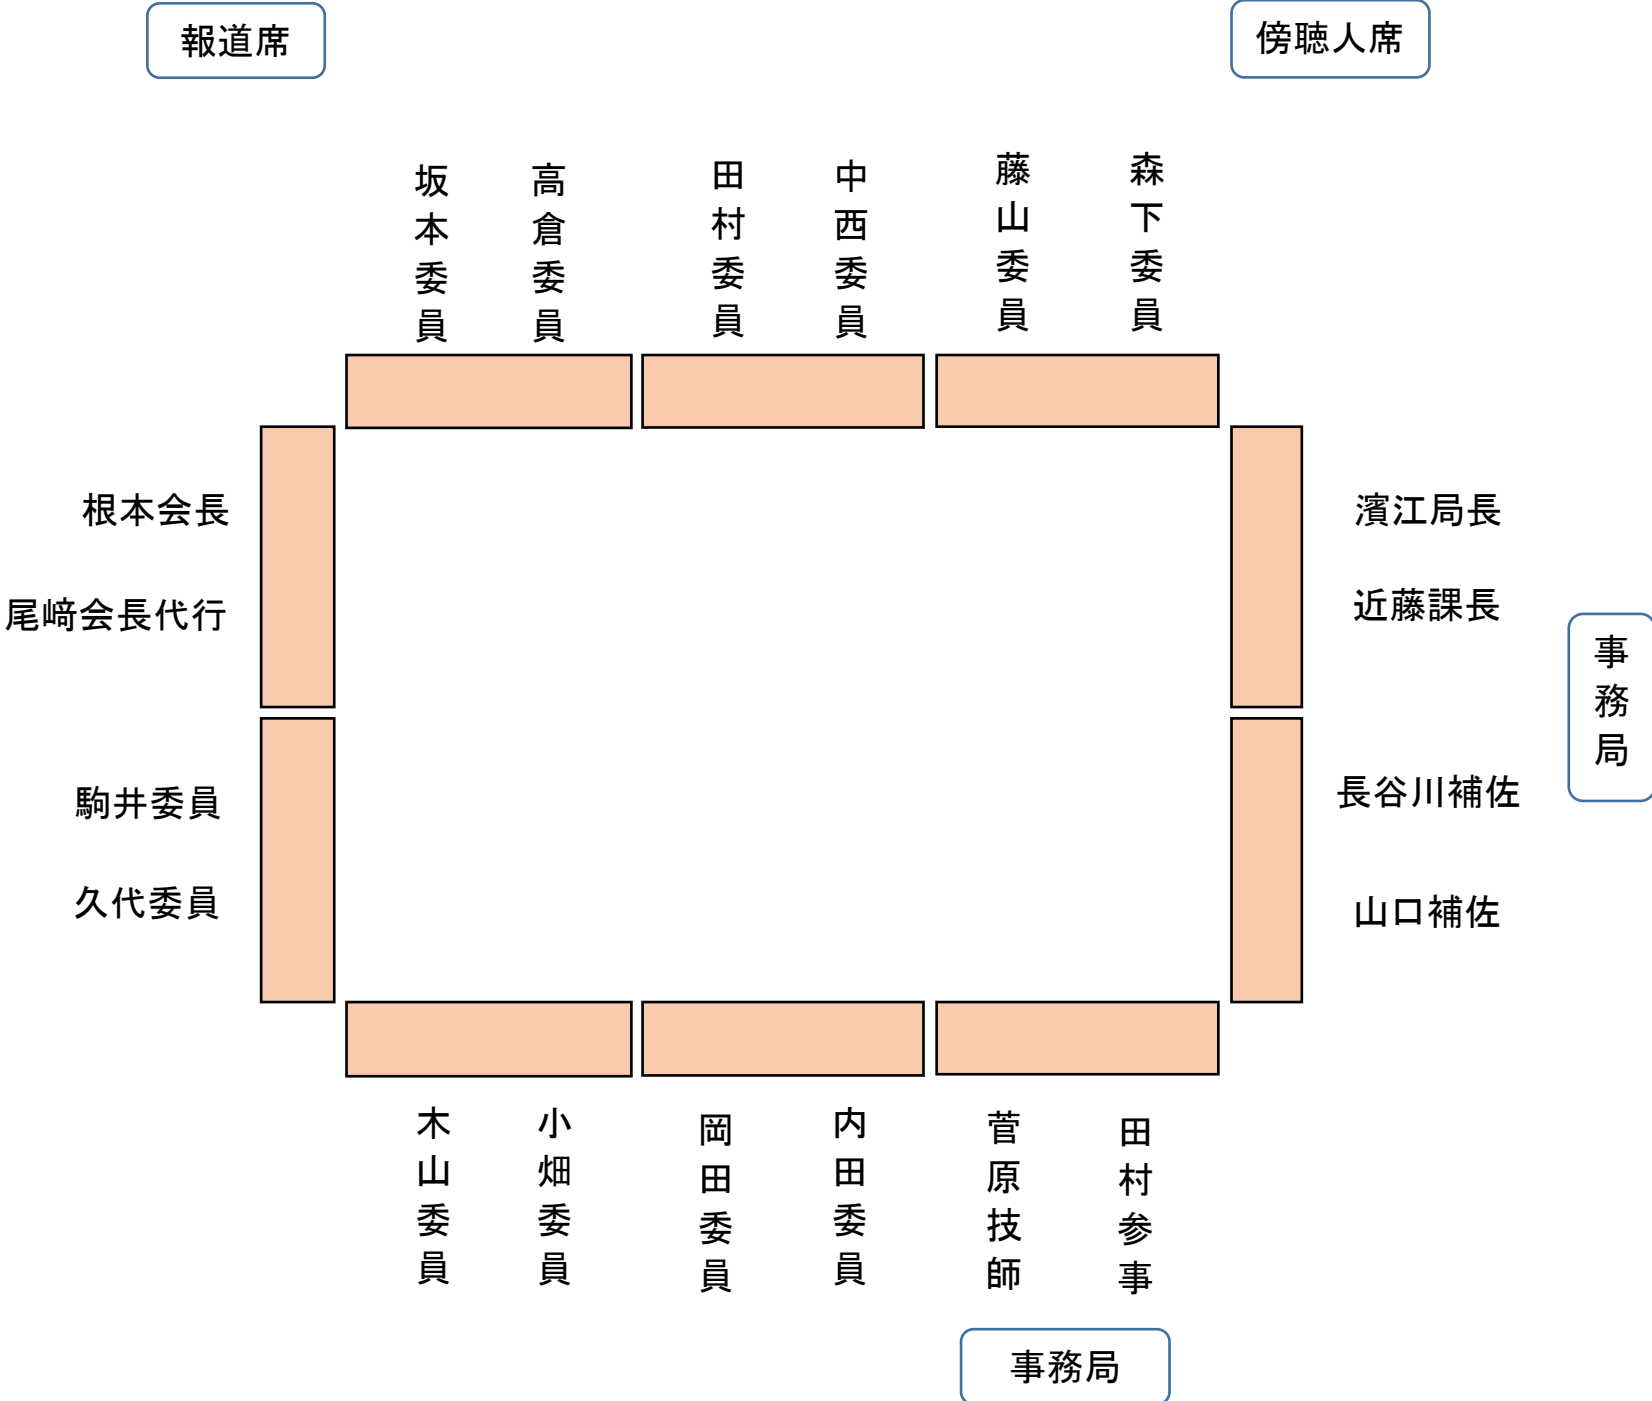 報道席
傍聴人席
坂本委員
高倉委員
田村委員
中西委員
藤山委員
森下委員
根本会長
尾﨑会長代行
駒井委員
久代委員
濱江局長
近藤課長
長谷川補佐
山口補佐
事務局
木山委員
小畑委員
岡田委員
内田委員
菅原技師
田村参事
事務局